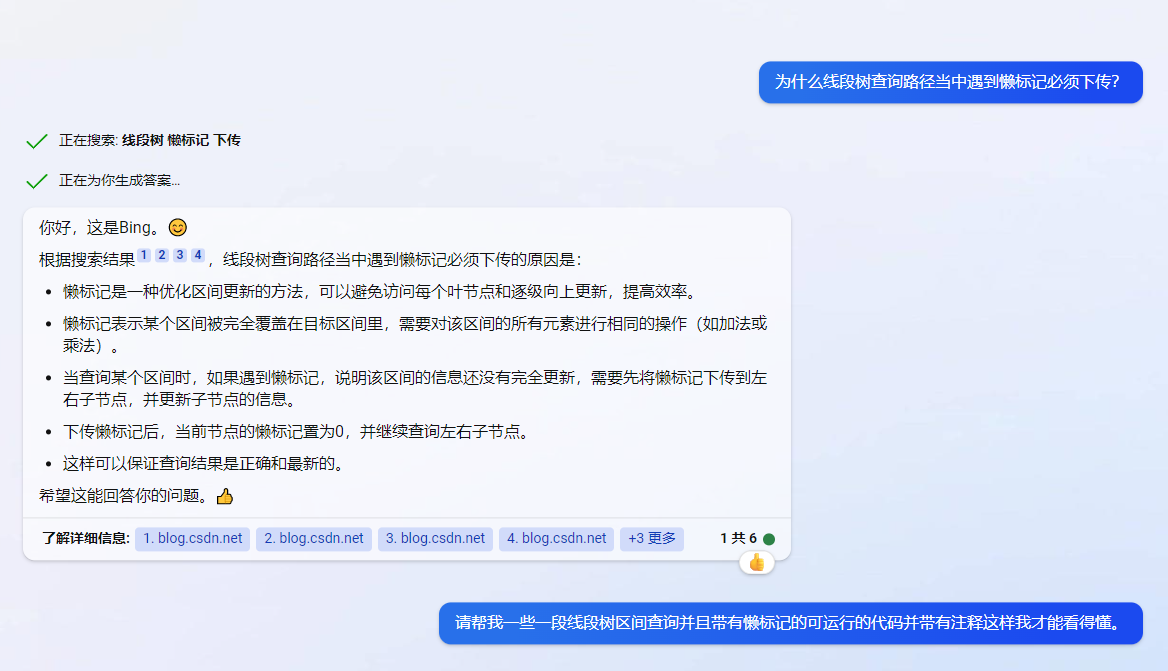 为什么线段树查询路径当中遇到懒标记必须下传?
正在搜索: 线段树 懒标记 下传
正在为你生成答案...
你好，这是Bing。😊
根据搜索结果1 2 3 4，线段树查询路径当中遇到懒标记必须下传的原因是：
• 懒标记是一种优化区间更新的方法，可以避免访问每个叶节点和逐级向上更新，提高效率。
• 懒标记表示某个区间被完全覆盖在目标区间里，需要对该区间的所有元素进行相同的操作（如加法或
乘法）。
• 当查询某个区间时，如果遇到懒标记，说明该区间的信息还没有完全更新，需要先将懒标记下传到左
右子节点，并更新子节点的信息。
• 下传懒标记后，当前节点的懒标记置为0，并继续查询左右子节点。
• 这样可以保证查询结果是正确和最新的。
希望这能回答你的问题。👍
了解详细信息: 1. blog.csdn.net 2. blog.csdn.net 3. blog.csdn.net 4. blog.csdn.net +3 更多 1 共 6
请帮我一些一段线段树区间查询并且带有懒标记的可运行的代码并带有注释这样我才能看得懂。